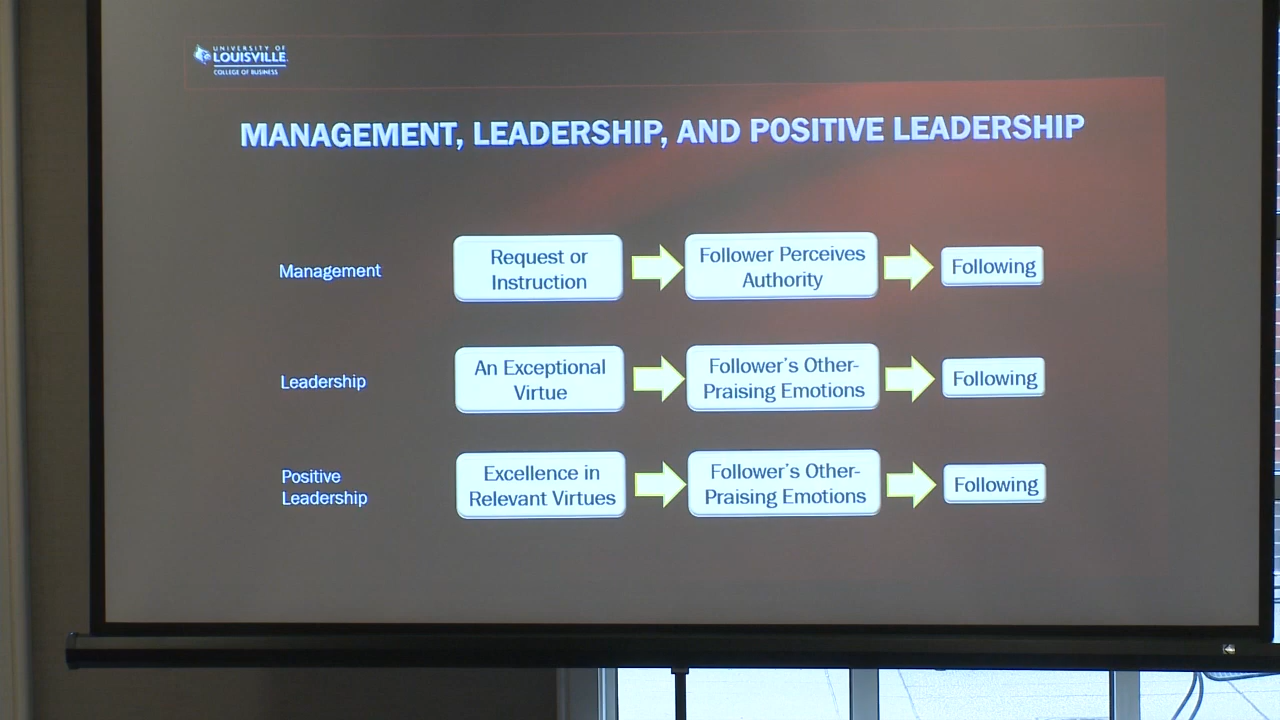 UNIVERSITY OF
LOUISVILLE
COLLEGE OF BUSINESS
MANAGEMENT, LEADERSHIP, AND POSITIVE LEADERSHIP
Management
Request or
Instruction
Follower Perceives
Authority
Following
Leadership
An Exceptional
Virtue
Follower's Other-
Praising Emotions
Following
Positive
Leadership
Excellence in
Relevant Virtues
Follower's Other-
Praising Emotions
Following